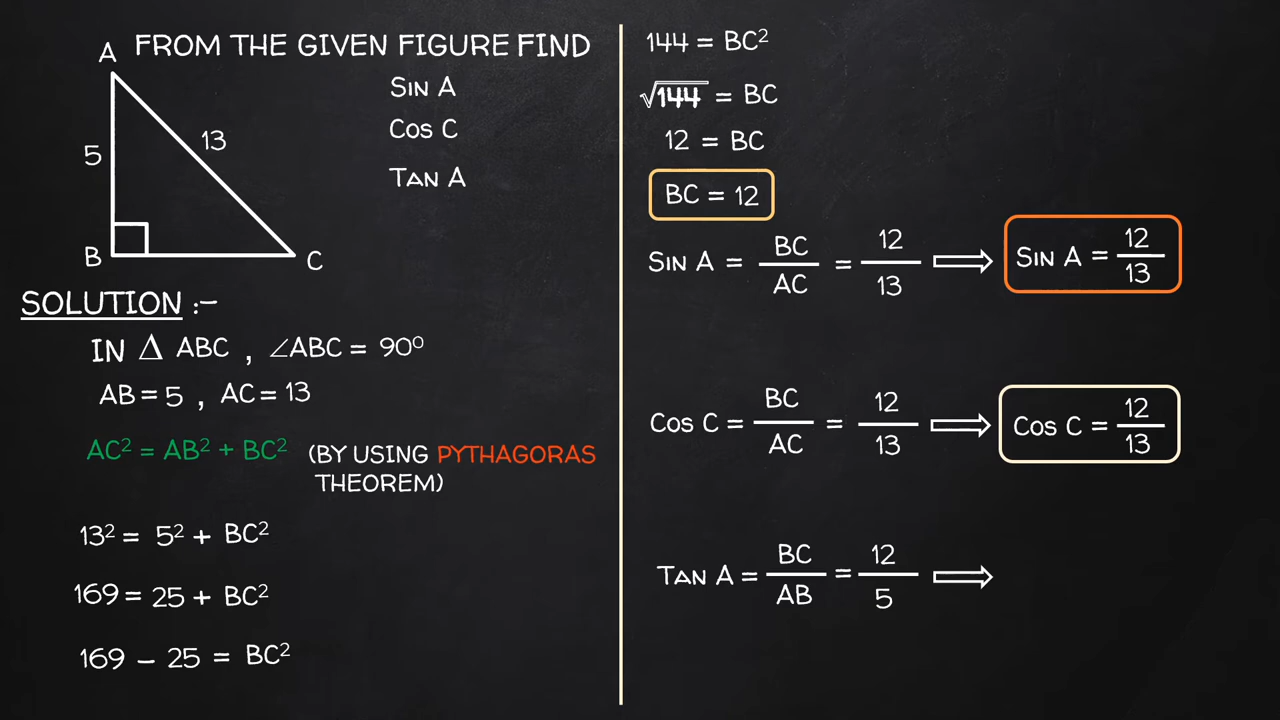 A FROM THE GIVEN FIGURE FIND
SIN A
COS C
TAN A
5
13
B
C
SOLUTION :-
IN Δ ABC , ∠ABC = 90⁰
AB = 5 , AC = 13
AC² = AB² + BC² (BY USING PYTHAGORAS
THEOREM)
13² = 5² + BC²
169 = 25 + BC²
169 – 25 = BC²
144 = BC²
√144 = BC
12 = BC
BC = 12
SIN A = BC/AC = 12/13 ⇒ SIN A = 12/13
COS C = BC/AC = 12/13 ⇒ COS C = 12/13
TAN A = BC/AB = 12/5 ⇒